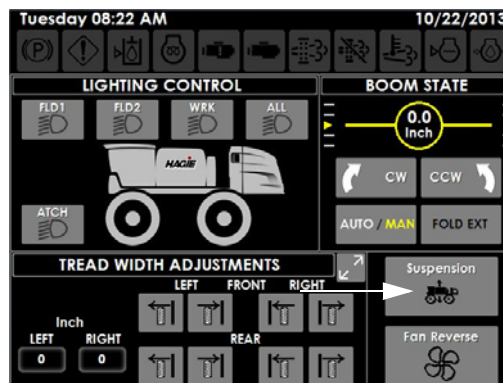 Tuesday 08:22 AM 10/22/2013
LIGHTING CONTROL
BOOM STATE
FLD1 FLD2 WRK ALL
0.0
Inch
HAGIE
CW CCW
ATCH
AUTO / MAN FOLD EXT
TREAD WIDTH ADJUSTMENTS
Suspension
LEFT FRONT RIGHT
Inch
LEFT RIGHT
REAR
0 0
Fan Reverse